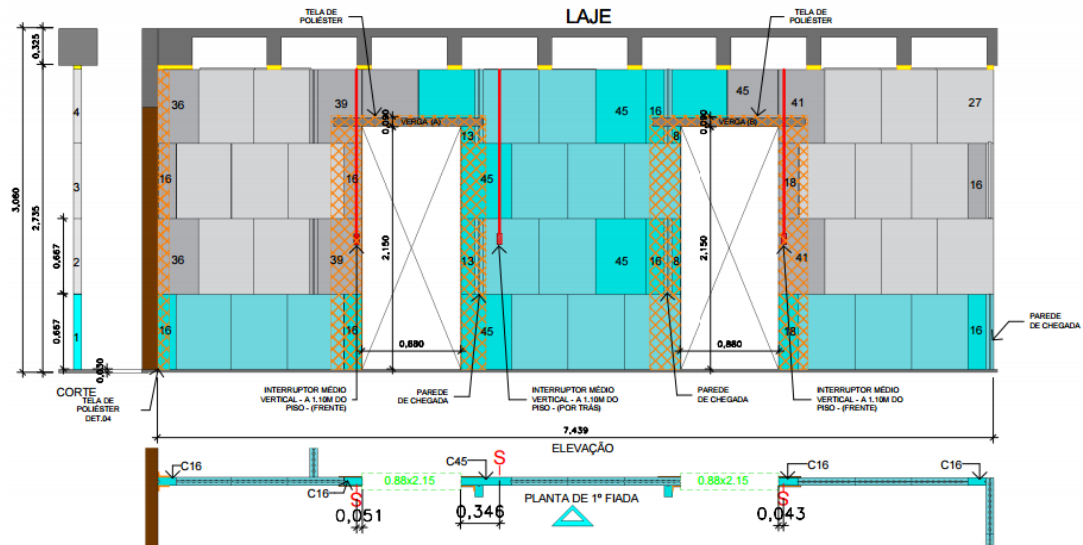 TELA DE
POLIÉSTER
LAJE
TELA DE
POLIÉSTER
0,325
3,060
2,735
0,667
0,667
0,030
4
3
2
1
36
39
45
16
45
41
27
VERGA (A)
0,090
13
VERGA (B)
0,090
8
16
16
45
18
16
2,150
2,150
36
39
13
45
16
8
41
0,880
0,880
16
16
45
18
16
PAREDE
DE CHEGADA
CORTE
TELA DE
POLIÉSTER
DET.04
INTERRUPTOR MÉDIO
VERTICAL - A 1.10M DO
PISO - (FRENTE)
PAREDE
DE CHEGADA
INTERRUPTOR MÉDIO
VERTICAL - A 1.10M DO
PISO - (POR TRÁS)
PAREDE
DE CHEGADA
INTERRUPTOR MÉDIO
VERTICAL - A 1.10M DO
PISO - (FRENTE)
7,439
ELEVAÇÃO
C16
C16
S
0.88x2.15
C45
S
0.88x2.15
C16
S
C16
PLANTA DE 1º FIADA
0,051
0,346
0,043